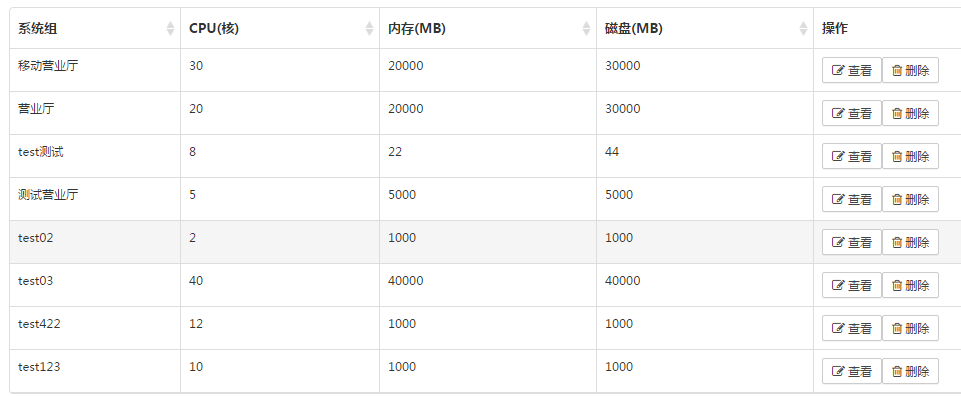 系统组 CPU(核) 内存(MB) 磁盘(MB) 操作
移动营业厅 30 20000 30000 查看 删除
营业厅 20 20000 30000 查看 删除
test测试 8 22 44 查看 删除
测试营业厅 5 5000 5000 查看 删除
test02 2 1000 1000 查看 删除
test03 40 40000 40000 查看 删除
test422 12 1000 1000 查看 删除
test123 10 1000 1000 查看 删除